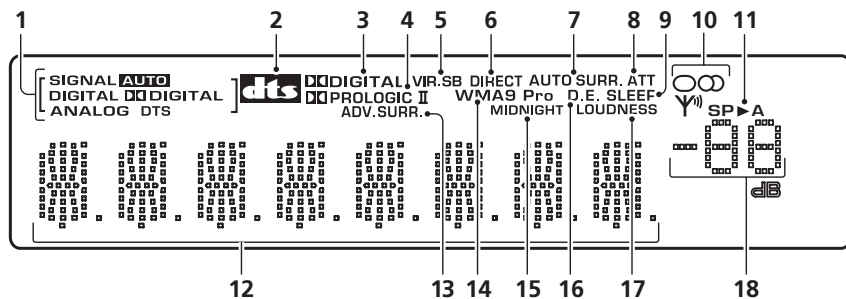 1 2 3 4 5 6 7 8 9 10 11
SIGNAL AUTO dts DIGITAL VIR.SB DIRECT AUTO SURR. ATT
DIGITAL DIGITAL PROLOGIC II WMA9 Pro D.E. SLEEP
ANALOG DTS ADV.SURR. MIDNIGHT LOUDNESS SP►A
dB
12 13 14 15 16 17 18